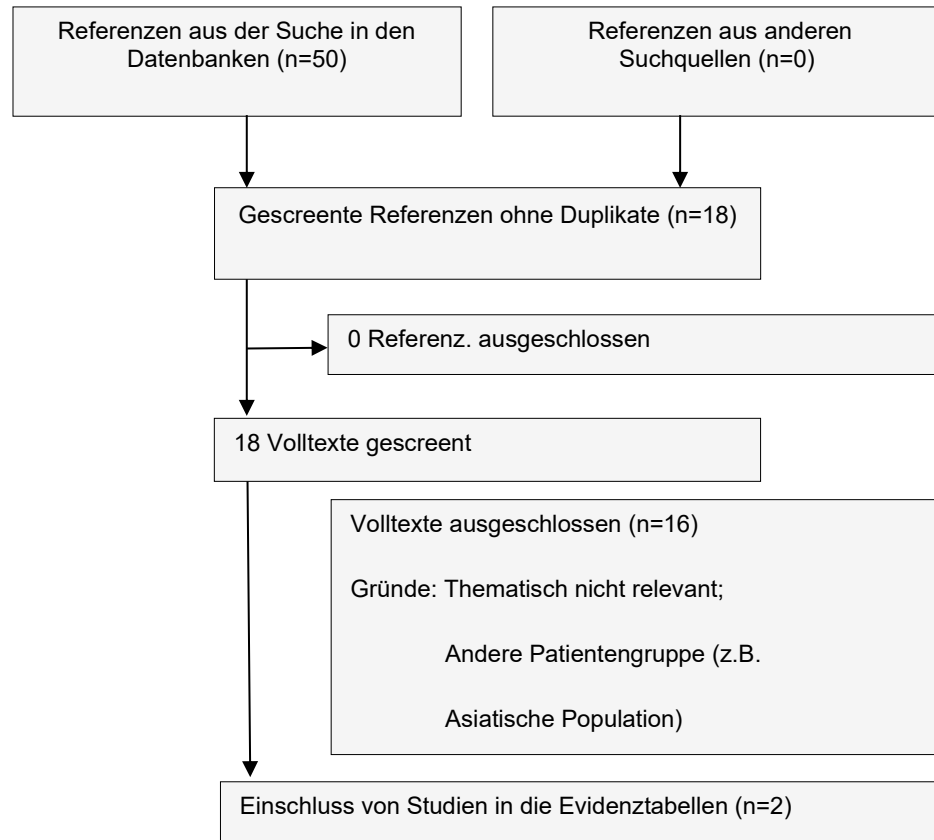 Referenzen aus der Suche in den
Datenbanken (n=50)
Referenzen aus anderen
Suchquellen (n=0)
Gescreente Referenzen ohne Duplikate (n=18)
0 Referenz. ausgeschlossen
18 Volltexte gescreent
Volltexte ausgeschlossen (n=16)
Gründe: Thematisch nicht relevant;
Andere Patientengruppe (z.B.
Asiatische Population)
Einschluss von Studien in die Evidenztabellen (n=2)